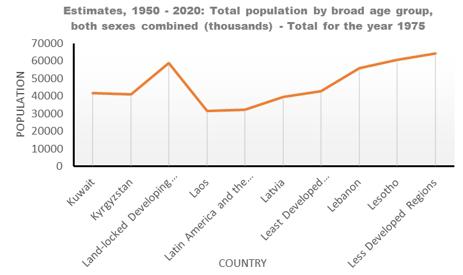 Estimates, 1950 - 2020: Total population by broad age group,
both sexes combined (thousands) - Total for the year 1975
70000
60000
50000
40000
30000
20000
10000
0
POPULATION
Kuwait
Kyrgyzstan
Land-locked Developing...
Laos
Latin America and the...
Latvia
Least Developed...
Lebanon
Lesotho
Less Developed Regions
COUNTRY